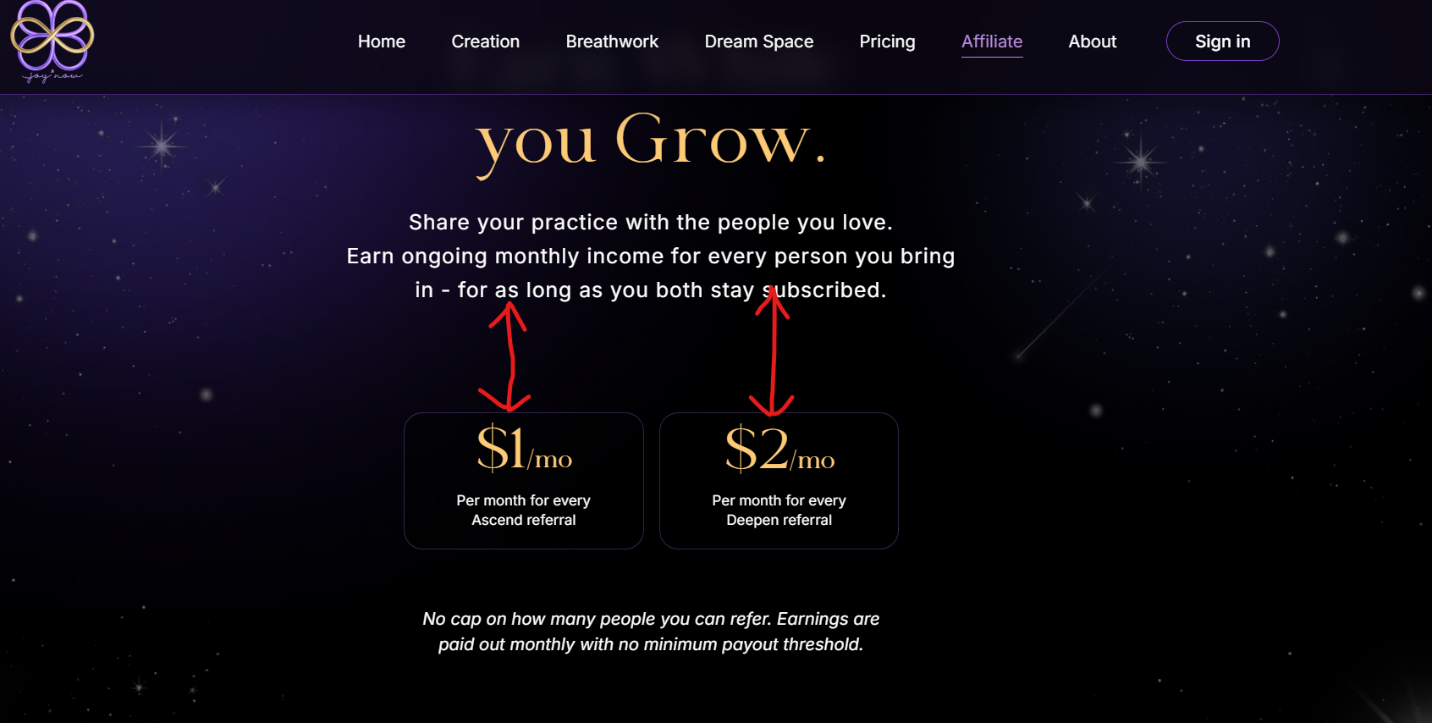 Home Creation Breathwork Dream Space Pricing Affiliate About Sign in
joy now
you Grow.
Share your practice with the people you love.
Earn ongoing monthly income for every person you bring
in - for as long as you both stay subscribed.
$1/mo
Per month for every
Ascend referral
$2/mo
Per month for every
Deepen referral
No cap on how many people you can refer. Earnings are
paid out monthly with no minimum payout threshold.